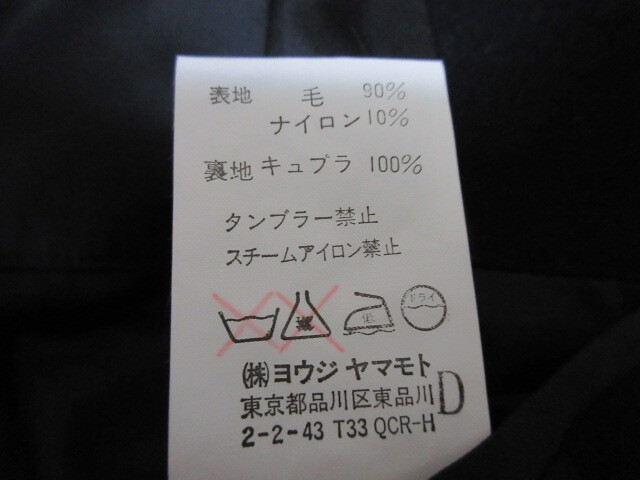 表地 毛 90%
ナイロン 10%
裏地 キュプラ 100%
タンブラー禁止
スチームアイロン禁止
低
ドライ
(株)ヨウジ ヤマモト
東京都品川区東品川
2-2-43 T33 QCR-H
D